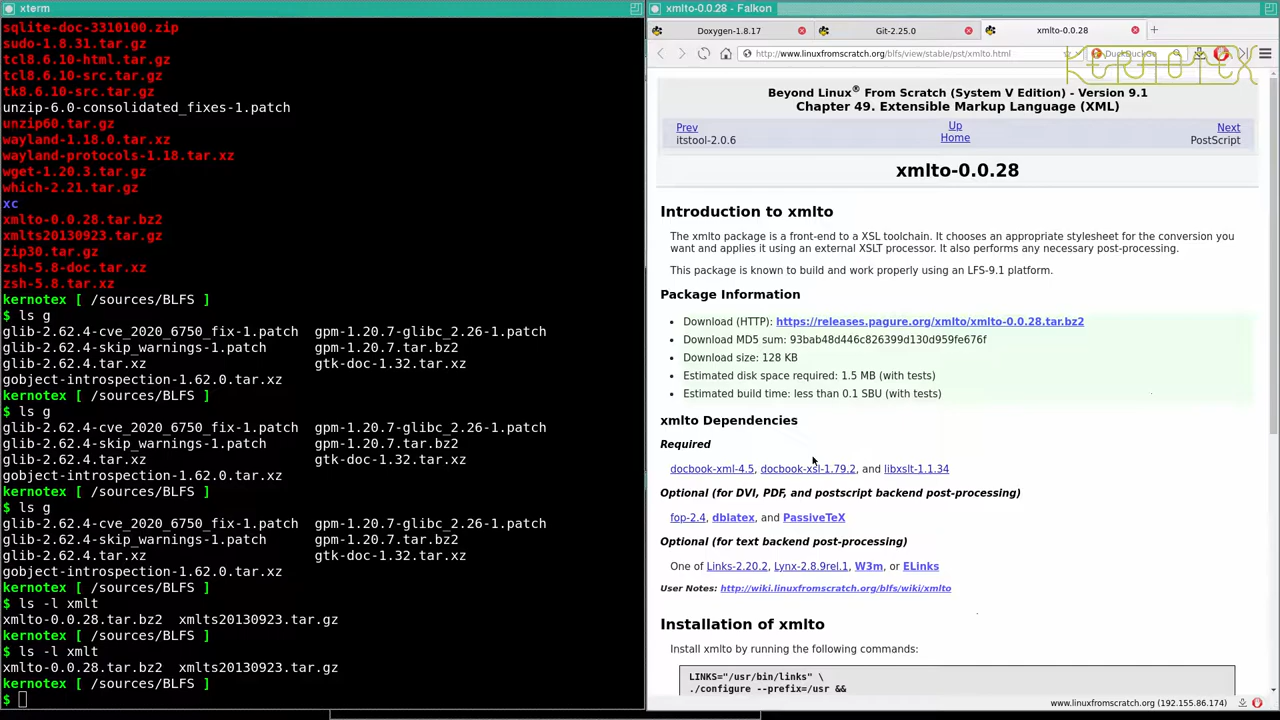 xterm
sqlite-doc-3310100.zip
sudo-1.8.31.tar.gz
tcl8.6.10-html.tar.gz
tcl8.6.10-src.tar.gz
tk8.6.10-src.tar.gz
unzip-6.0-consolidated_fixes-1.patch
unzip60.tar.gz
wayland-1.18.0.tar.xz
wayland-protocols-1.18.tar.xz
wget-1.20.3.tar.gz
which-2.21.tar.gz
xc
xmlto-0.0.28.tar.bz2
xmlts20130923.tar.gz
zip30.tar.gz
zsh-5.8-doc.tar.xz
zsh-5.8.tar.xz
kernotex [ /sources/BLFS ]
$ ls g
glib-2.62.4-cve_2020_6750_fix-1.patch gpm-1.20.7-glibc_2.26-1.patch
glib-2.62.4-skip_warnings-1.patch gpm-1.20.7.tar.bz2
glib-2.62.4.tar.xz gtk-doc-1.32.tar.xz
gobject-introspection-1.62.0.tar.xz
kernotex [ /sources/BLFS ]
$ ls g
glib-2.62.4-cve_2020_6750_fix-1.patch gpm-1.20.7-glibc_2.26-1.patch
glib-2.62.4-skip_warnings-1.patch gpm-1.20.7.tar.bz2
glib-2.62.4.tar.xz gtk-doc-1.32.tar.xz
gobject-introspection-1.62.0.tar.xz
kernotex [ /sources/BLFS ]
$ ls g
glib-2.62.4-cve_2020_6750_fix-1.patch gpm-1.20.7-glibc_2.26-1.patch
glib-2.62.4-skip_warnings-1.patch gpm-1.20.7.tar.bz2
glib-2.62.4.tar.xz gtk-doc-1.32.tar.xz
gobject-introspection-1.62.0.tar.xz
kernotex [ /sources/BLFS ]
$ ls -l xmlt
xmlto-0.0.28.tar.bz2 xmlts20130923.tar.gz
kernotex [ /sources/BLFS ]
$ ls -l xmlt
xmlto-0.0.28.tar.bz2 xmlts20130923.tar.gz
kernotex [ /sources/BLFS ]
$
xmlto-0.0.28 - Falkon
Doxygen-1.8.17 Git-2.25.0 xmlto-0.0.28
http://www.linuxfromscratch.org/blfs/view/stable/pst/xmlto.html DuckDuckGo
KERNOTEX
Beyond Linux® From Scratch (System V Edition) - Version 9.1
Chapter 49. Extensible Markup Language (XML)
Prev Up Next
itstool-2.0.6 Home PostScript
xmlto-0.0.28
Introduction to xmlto
The xmlto package is a front-end to a XSL toolchain. It chooses an appropriate stylesheet for the conversion you
want and applies it using an external XSLT processor. It also performs any necessary post-processing.
This package is known to build and work properly using an LFS-9.1 platform.
Package Information
• Download (HTTP): https://releases.pagure.org/xmlto/xmlto-0.0.28.tar.bz2
• Download MD5 sum: 93bab48d446c826399d130d959fe676f
• Download size: 128 KB
• Estimated disk space required: 1.5 MB (with tests)
• Estimated build time: less than 0.1 SBU (with tests)
xmlto Dependencies
Required
docbook-xml-4.5, docbook-xsl-1.79.2, and libxslt-1.1.34
Optional (for DVI, PDF, and postscript backend post-processing)
fop-2.4, dblatex, and PassiveTeX
Optional (for text backend post-processing)
One of Links-2.20.2, Lynx-2.8.9rel.1, W3m, or ELinks
User Notes: http://wiki.linuxfromscratch.org/blfs/wiki/xmlto
Installation of xmlto
Install xmlto by running the following commands:
LINKS="/usr/bin/links" \
./configure --prefix=/usr &&
www.linuxfromscratch.org (192.155.86.174)